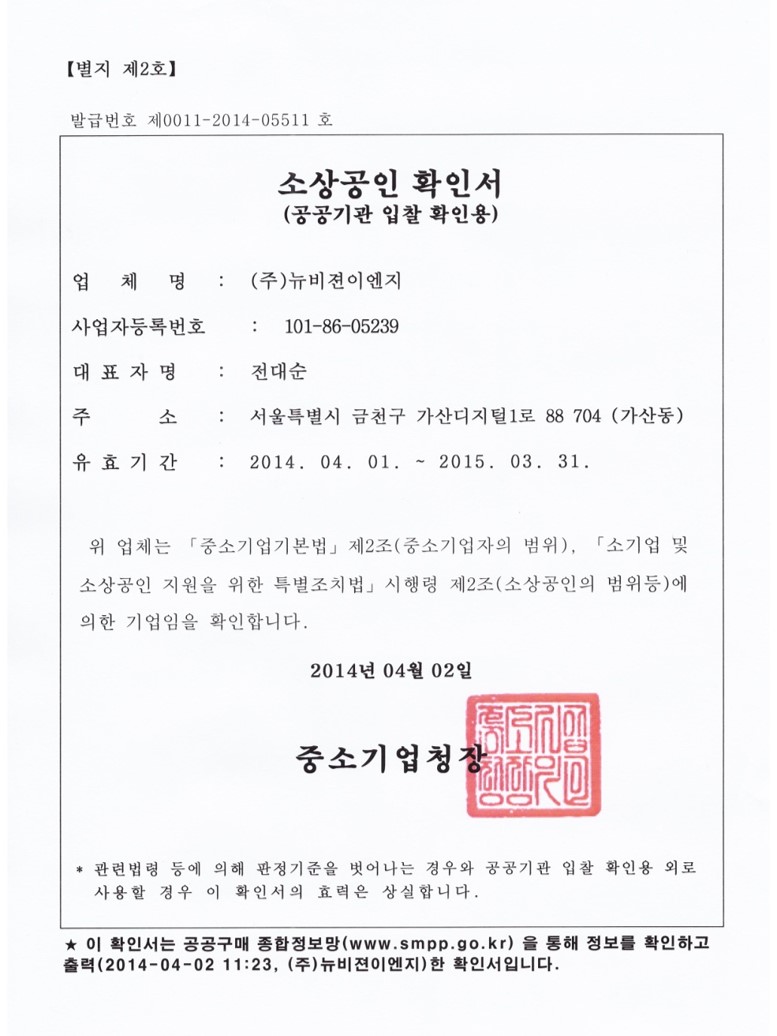 【별지 제2호】
발급번호 제0011-2014-05511 호
소상공인 확인서
(공공기관 입찰 확인용)
업 체 명 : (주)뉴비젼이엔지
사업자등록번호 : 101-86-05239
대 표 자 명 : 전대순
주 소 : 서울특별시 금천구 가산디지털1로 88 704 (가산동)
유 효 기 간 : 2014. 04. 01. ~ 2015. 03. 31.
위 업체는 「중소기업기본법」제2조(중소기업자의 범위), 「소기업 및
소상공인 지원을 위한 특별조치법」시행령 제2조(소상공인의 범위등)에
의한 기업임을 확인합니다.
2014년 04월 02일
중소기업청장
* 관련법령 등에 의해 판정기준을 벗어나는 경우와 공공기관 입찰 확인용 외로
사용할 경우 이 확인서의 효력은 상실합니다.
★ 이 확인서는 공공구매 종합정보망(www.smpp.go.kr) 을 통해 정보를 확인하고
출력(2014-04-02 11:23, (주)뉴비젼이엔지)한 확인서입니다.